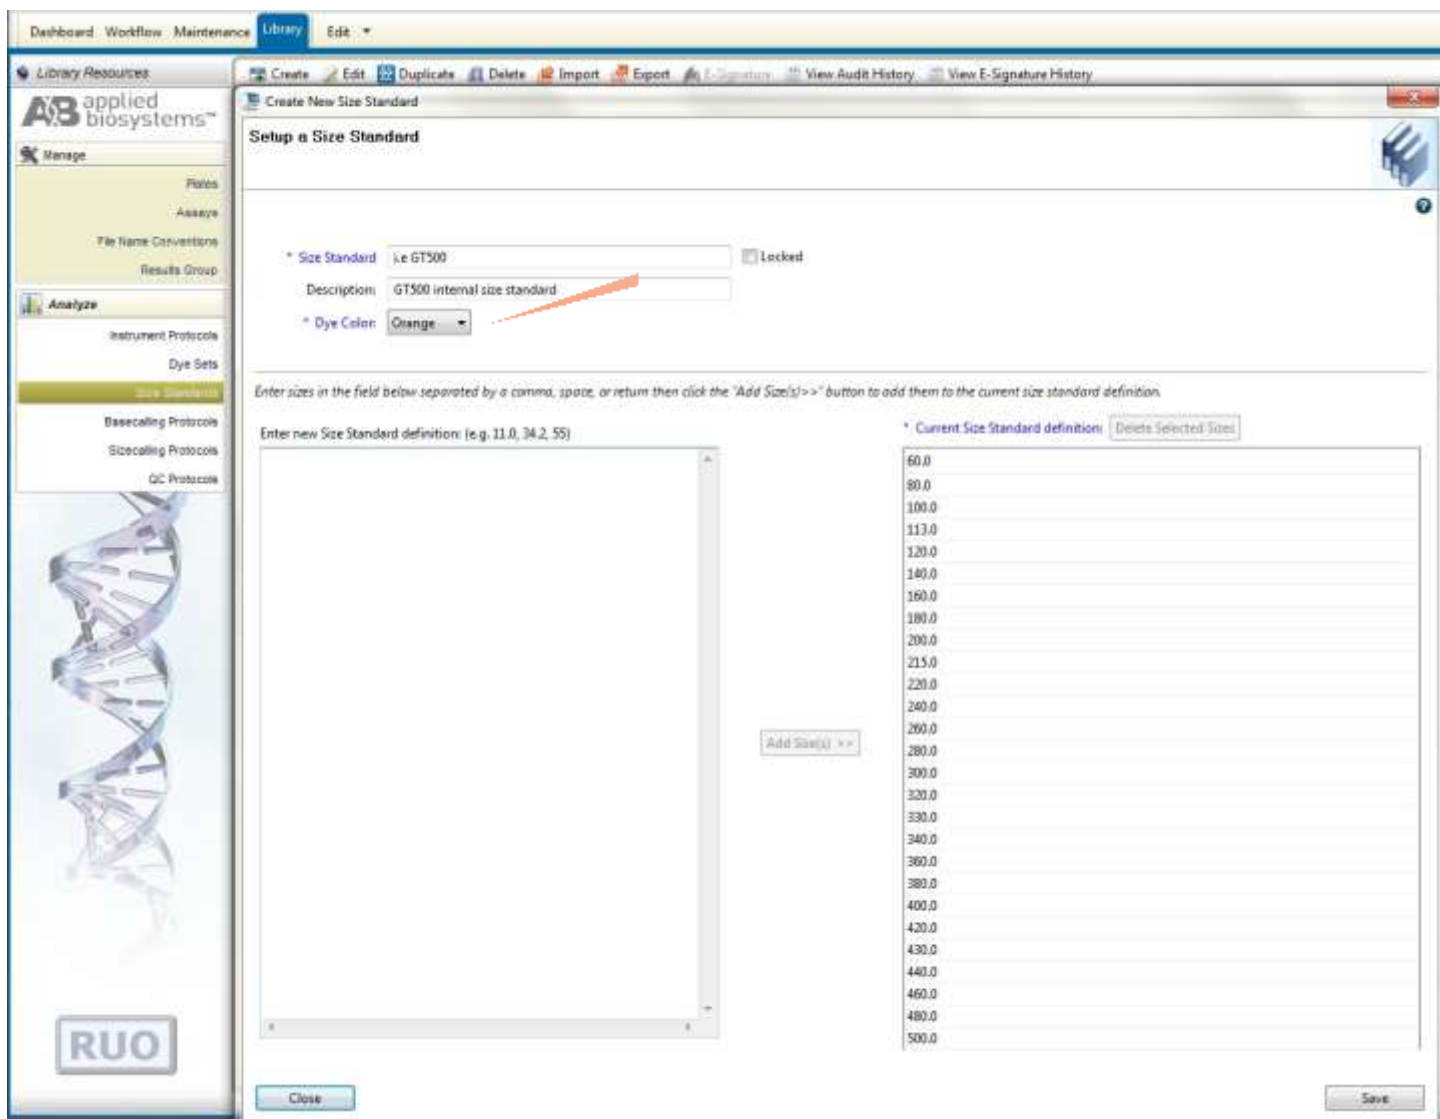 Dashboard Workflow Maintenance Library Edit
Library Resources
Create Edit Duplicate Delete Import Export E-Signature View Audit History View E-Signature History
AB applied biosystems™
Create New Size Standard
Setup a Size Standard
Manage
Plates
Assays
File Name Conventions
Results Group
Analyze
Instrument Protocols
Dye Sets
Size Standards
Basecalling Protocols
Sizecalling Protocols
QC Protocols
* Size Standard i.e GT500 Locked
Description: GT500 internal size standard
* Dye Color: Orange
Enter sizes in the field below separated by a comma, space, or return then click the "Add Size(s)>>" button to add them to the current size standard definition.
Enter new Size Standard definition: (e.g. 11.0, 34.2, 55)
* Current Size Standard definition: Delete Selected Sizes
60.0
80.0
100.0
113.0
120.0
140.0
160.0
180.0
200.0
215.0
220.0
240.0
260.0
280.0
300.0
320.0
330.0
340.0
360.0
380.0
400.0
420.0
430.0
440.0
460.0
480.0
500.0
Add Size(s) >>
RUO
Close
Save